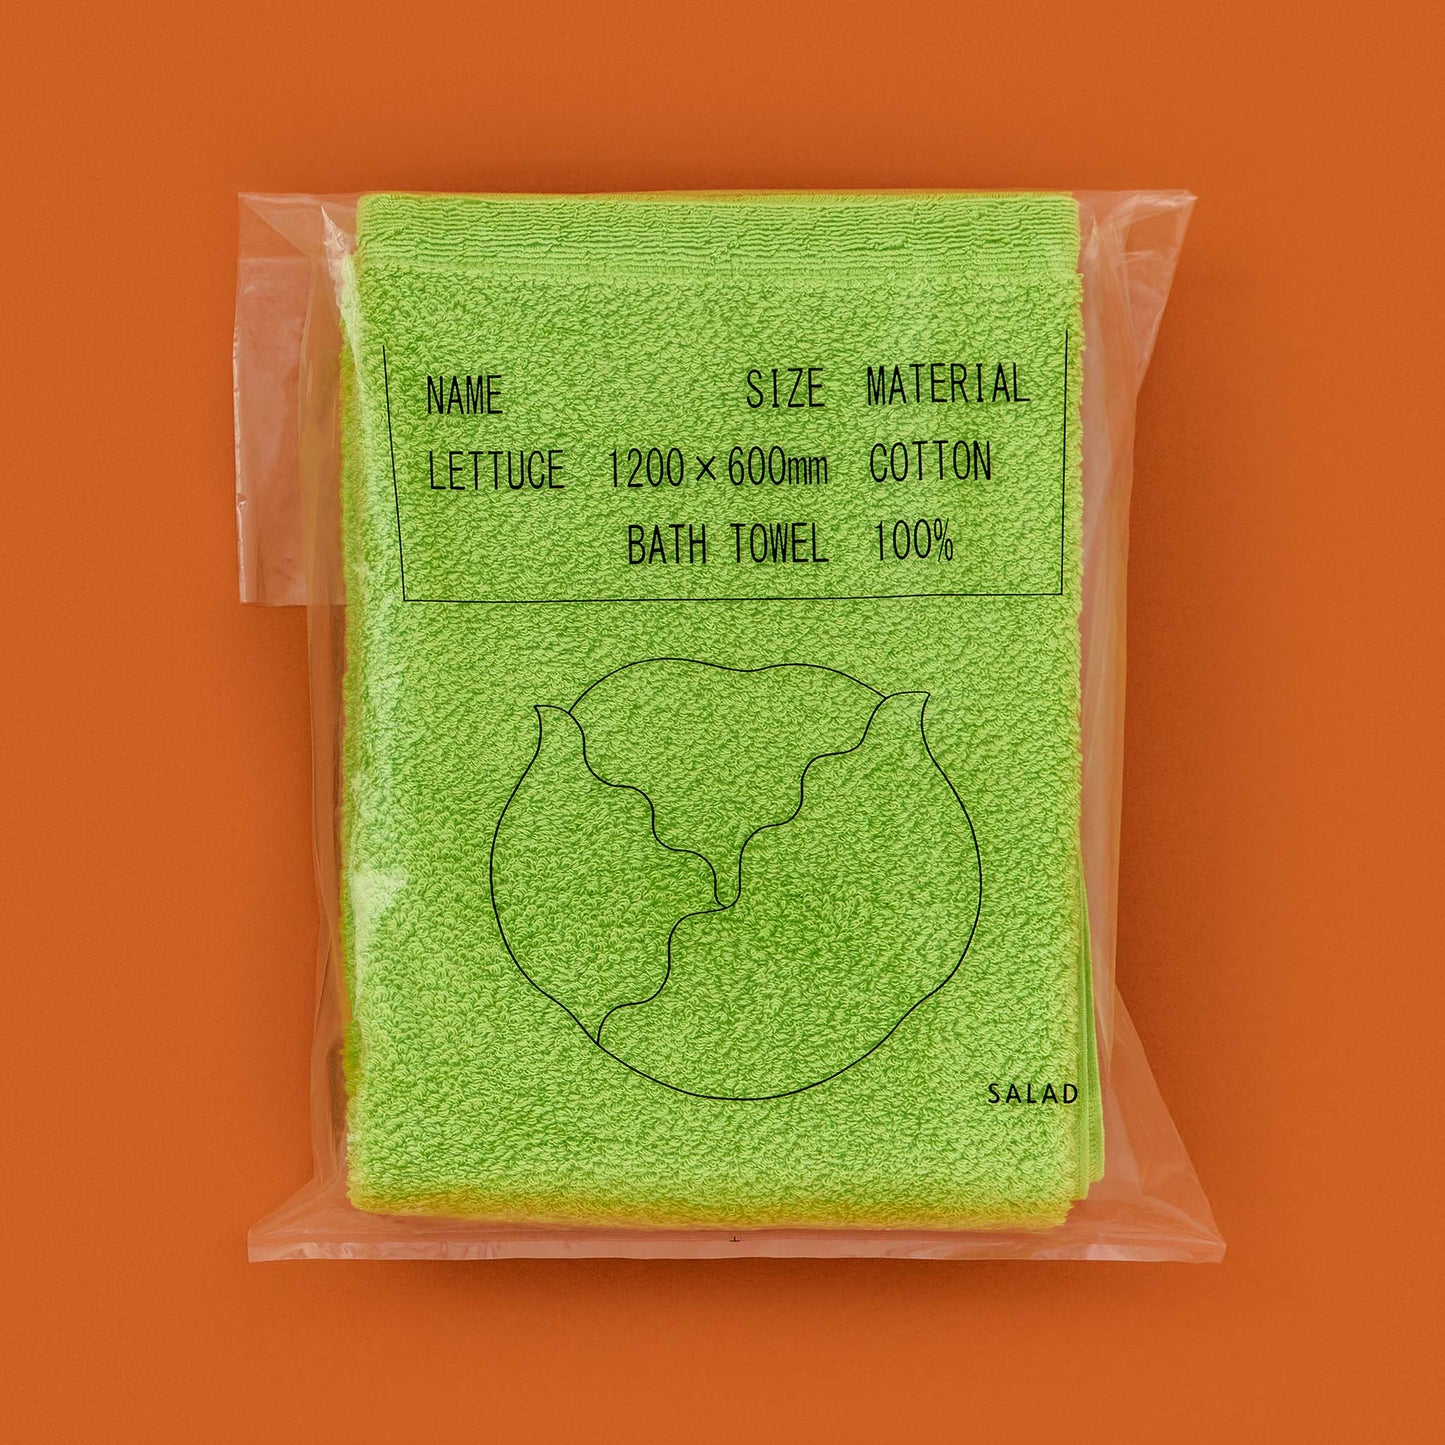 NAME SIZE MATERIAL
LETTUCE 1200×600mm COTTON
BATH TOWEL 100%
SALAD